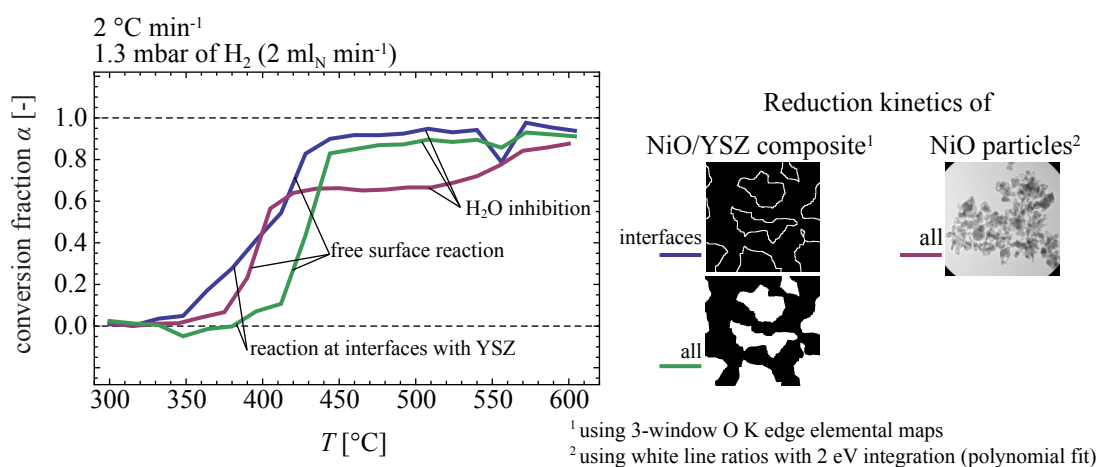 2 °C min⁻¹
1.3 mbar of H₂ (2 mlₙ min⁻¹)
conversion fraction α [-]
1.0
0.8
0.6
0.4
0.2
0.0
H₂O inhibition
free surface reaction
reaction at interfaces with YSZ
300 350 400 450 500 550 600
T [°C]
Reduction kinetics of
NiO/YSZ composite¹
NiO particles²
interfaces
all
all
¹ using 3-window O K edge elemental maps
² using white line ratios with 2 eV integration (polynomial fit)